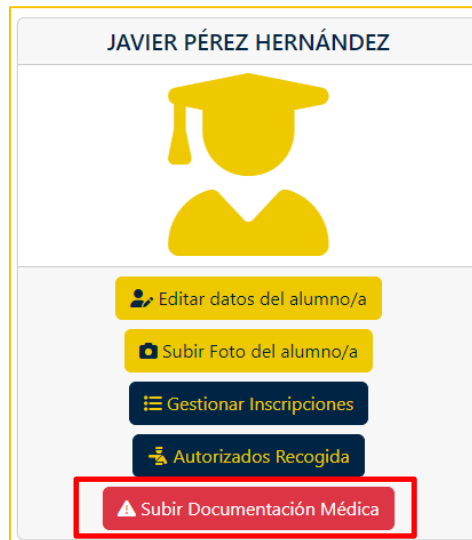 JAVIER PÉREZ HERNÁNDEZ
Editar datos del alumno/a
Subir Foto del alumno/a
Gestionar Inscripciones
Autorizados Recogida
Subir Documentación Médica